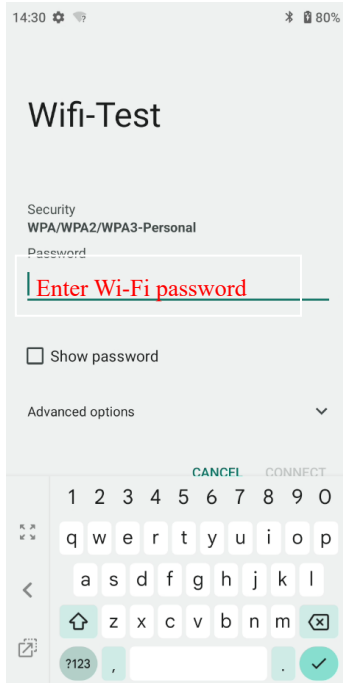 14:30 80%
Wifi-Test
Security
WPA/WPA2/WPA3-Personal
Password
Enter Wi-Fi password
Show password
Advanced options
CANCEL CONNECT
1 2 3 4 5 6 7 8 9 0
q w e r t y u i o p
a s d f g h j k l
z x c v b n m
?123 , .